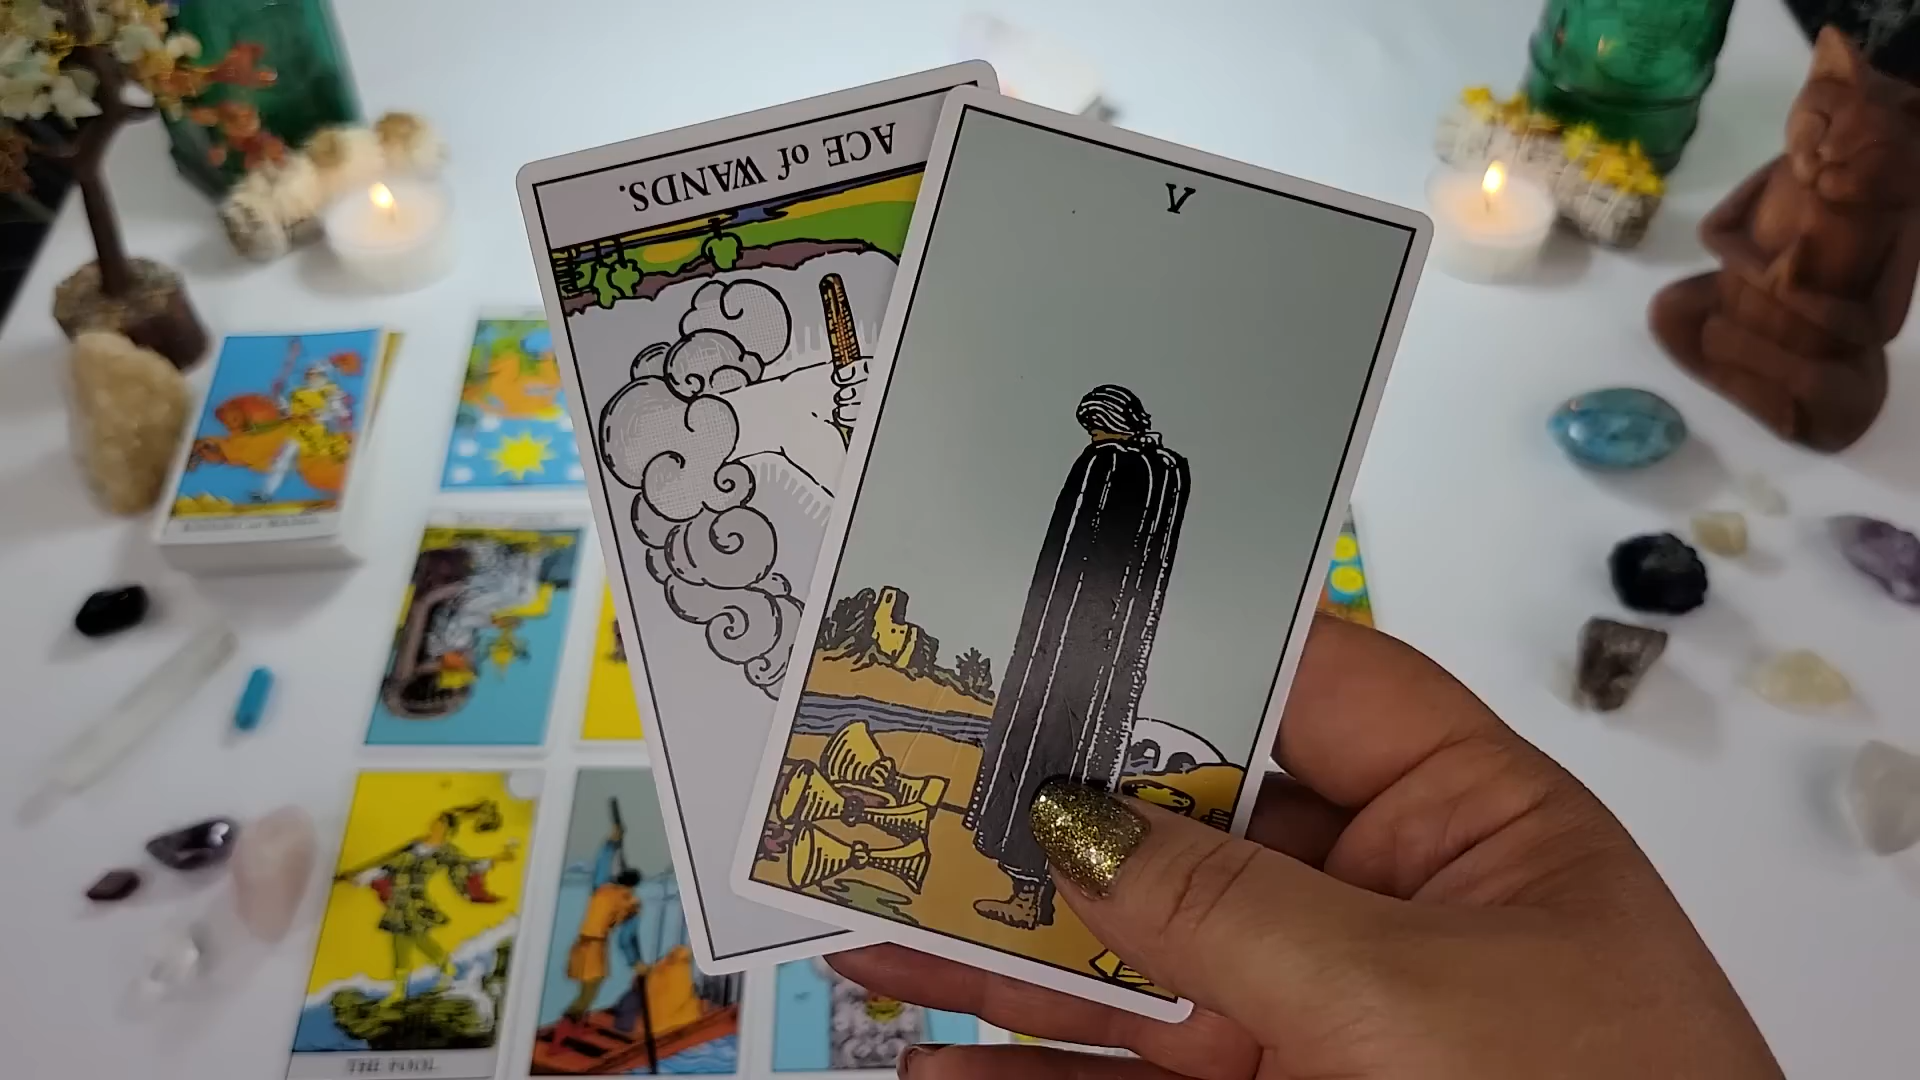 ACE of WANDS.
V
THE FOOL.